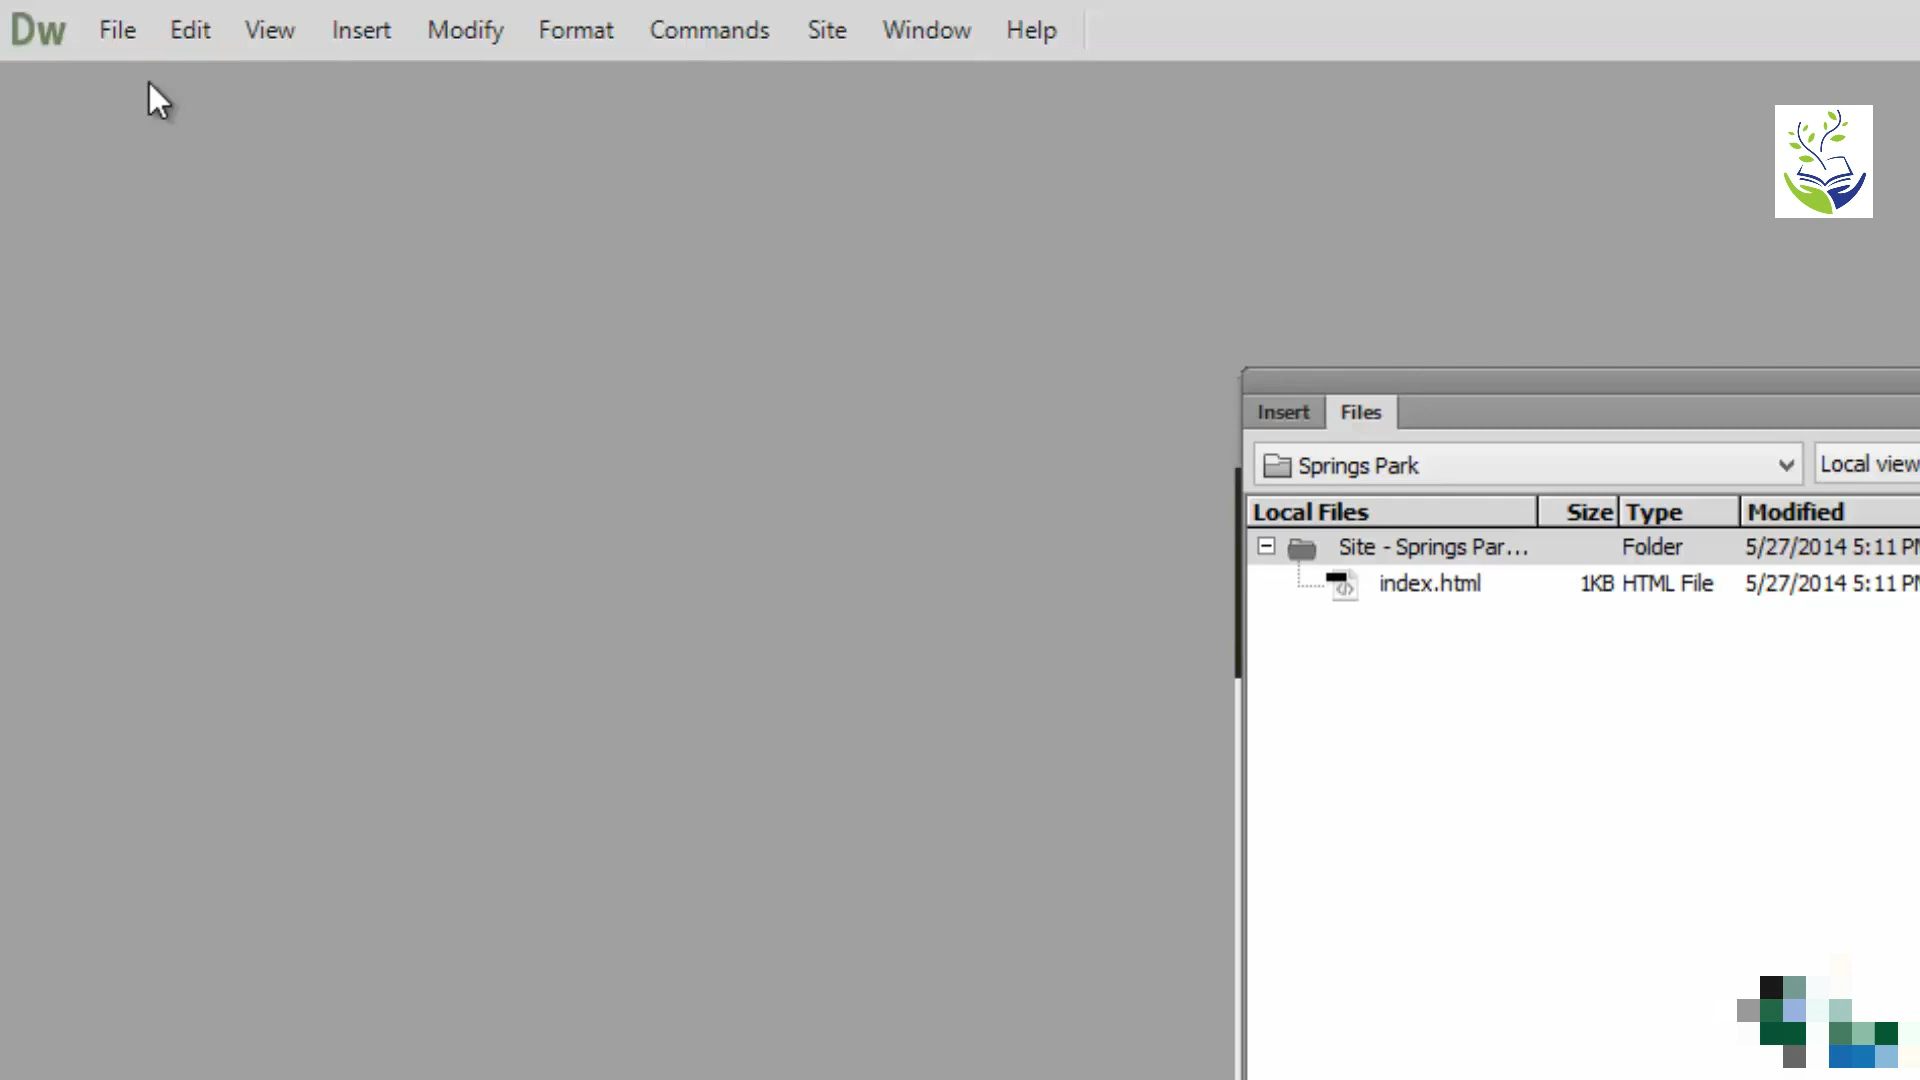 Dw File Edit View Insert Modify Format Commands Site Window Help
Insert Files
Springs Park Local view
Local Files Size Type Modified
Site - Springs Par... Folder 5/27/2014 5:11 PM
index.html 1KB HTML File 5/27/2014 5:11 PM